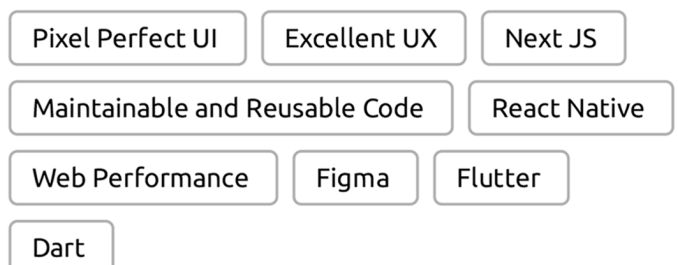 Pixel Perfect UI Excellent UX Next JS
Maintainable and Reusable Code React Native
Web Performance Figma Flutter
Dart